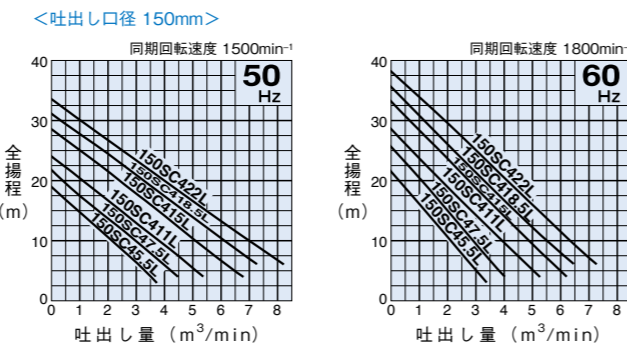 ＜吐出し口径 150mm＞
同期回転速度 1500min⁻¹
50
Hz
全揚程
(m)
40
30
20
10
0
150SC422L
150SC418.5L
150SC415L
150SC411L
150SC47.5L
150SC45.5L
0 1 2 3 4 5 6 7 8
吐出し量（m³/min）
同期回転速度 1800min⁻
60
Hz
全揚程
(m)
40
30
20
10
0
150SC422L
150SC418.5L
150SC415L
150SC411L
150SC47.5L
150SC45.5L
0 1 2 3 4 5 6 7 8
吐出し量（m³/min）